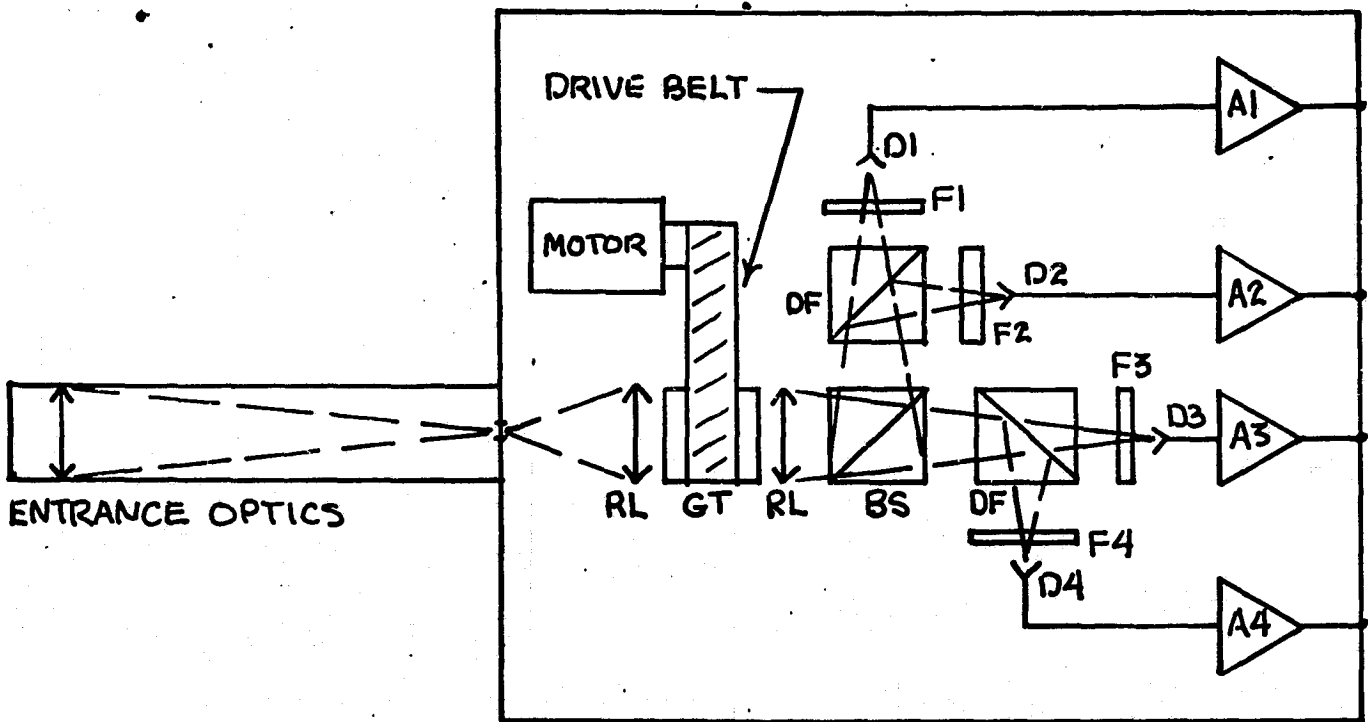 DRIVE BELT
A1
D1
F1
MOTOR
D2
A2
DF
F2
F3
D3
A3
ENTRANCE OPTICS
RL
GT
RL
BS
DF
F4
D4
A4